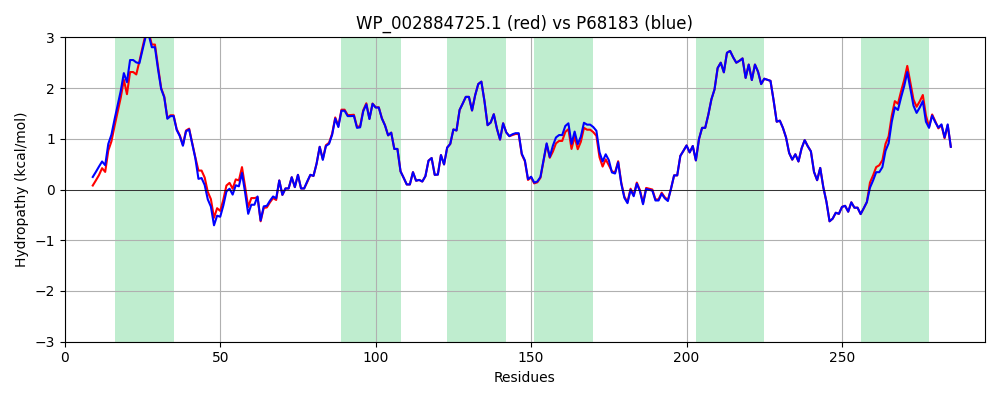 WP_002884725.1 (red) vs P68183 (blue)
Hydropathy (kcal/mol)
3
2
1
0
−1
−2
−3
0 50 100 150 200 250
Residues